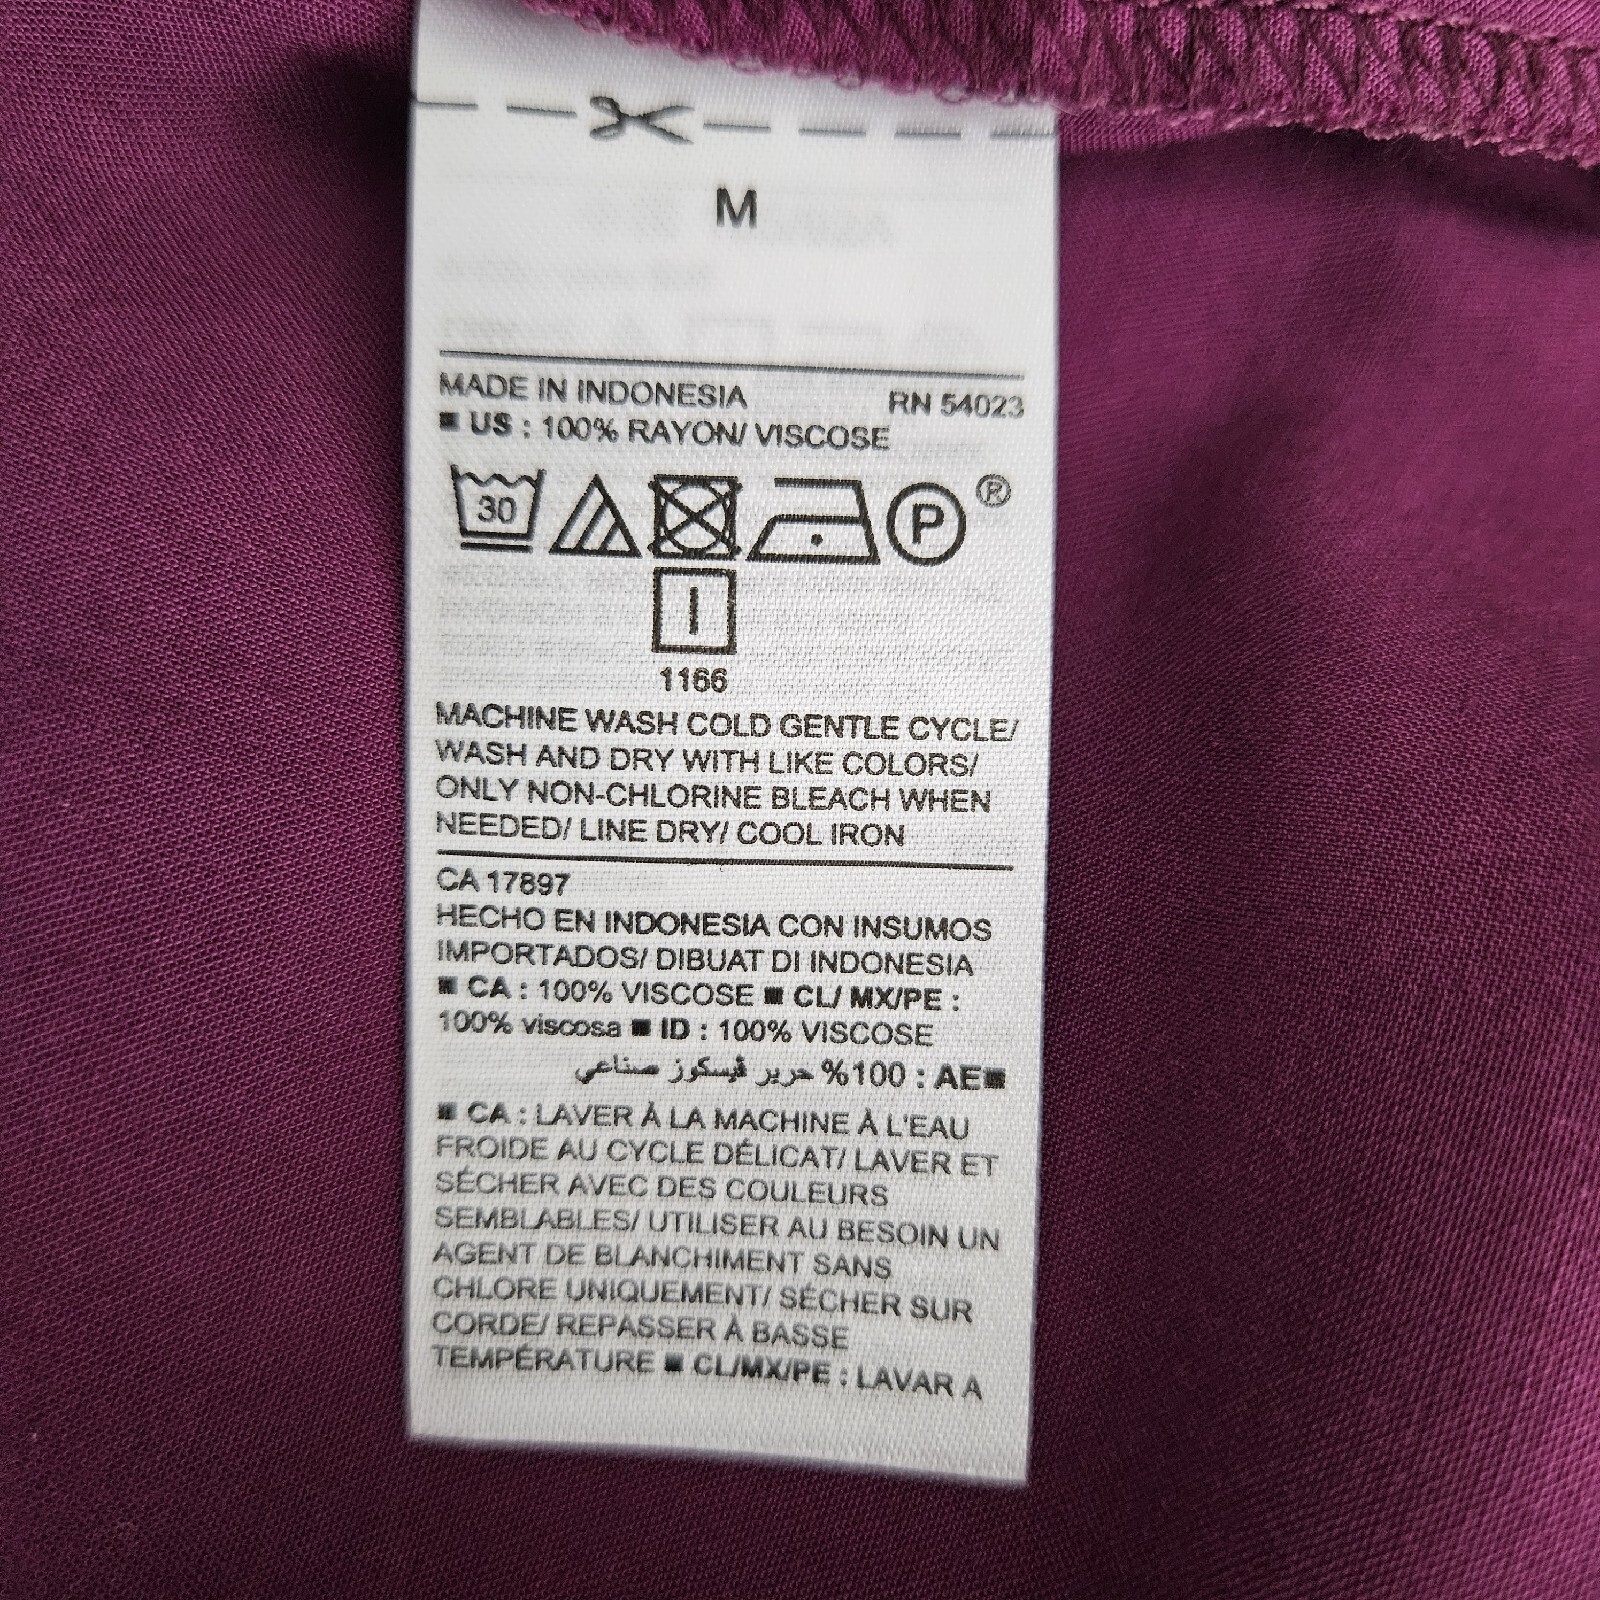 M
MADE IN INDONESIA RN 54023
■ US : 100% RAYON/ VISCOSE
30 P ®
1166
MACHINE WASH COLD GENTLE CYCLE/
WASH AND DRY WITH LIKE COLORS/
ONLY NON-CHLORINE BLEACH WHEN
NEEDED/ LINE DRY/ COOL IRON
CA 17897
HECHO EN INDONESIA CON INSUMOS
IMPORTADOS/ DIBUAT DI INDONESIA
■ CA : 100% VISCOSE ■ CL/ MX/PE :
100% viscosa ■ ID : 100% VISCOSE
■AE : 100% حرير ڤيسكوز صناعي
■ CA : LAVER À LA MACHINE À L'EAU
FROIDE AU CYCLE DÉLICAT/ LAVER ET
SÉCHER AVEC DES COULEURS
SEMBLABLES/ UTILISER AU BESOIN UN
AGENT DE BLANCHIMENT SANS
CHLORE UNIQUEMENT/ SÉCHER SUR
CORDE/ REPASSER À BASSE
TEMPÉRATURE ■ CL/MX/PE : LAVAR A